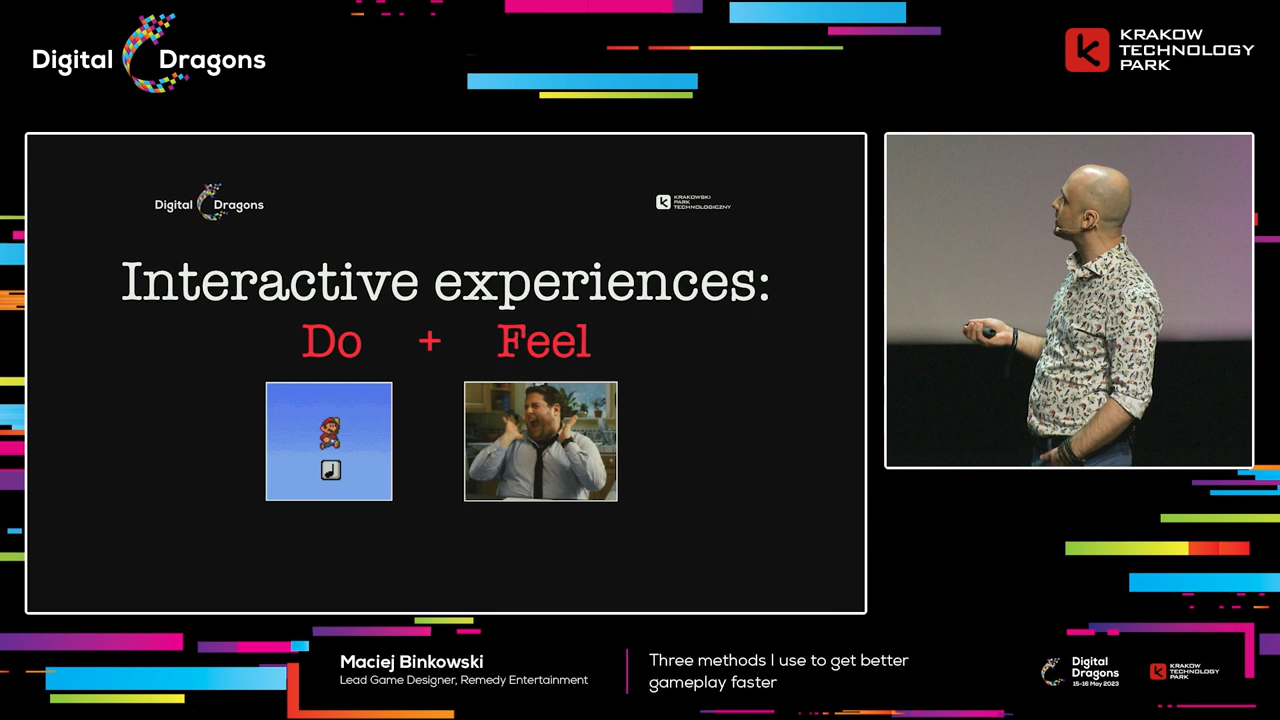 Digital Dragons
KRAKOW
TECHNOLOGY
PARK
Digital Dragons
KRAKOWSKI
PARK
TECHNOLOGICZNY
Interactive experiences:
Do + Feel
Maciej Binkowski
Lead Game Designer, Remedy Entertainment
Three methods I use to get better
gameplay faster
Digital
Dragons
15-16 May 2023
KRAKOW
TECHNOLOGY
PARK